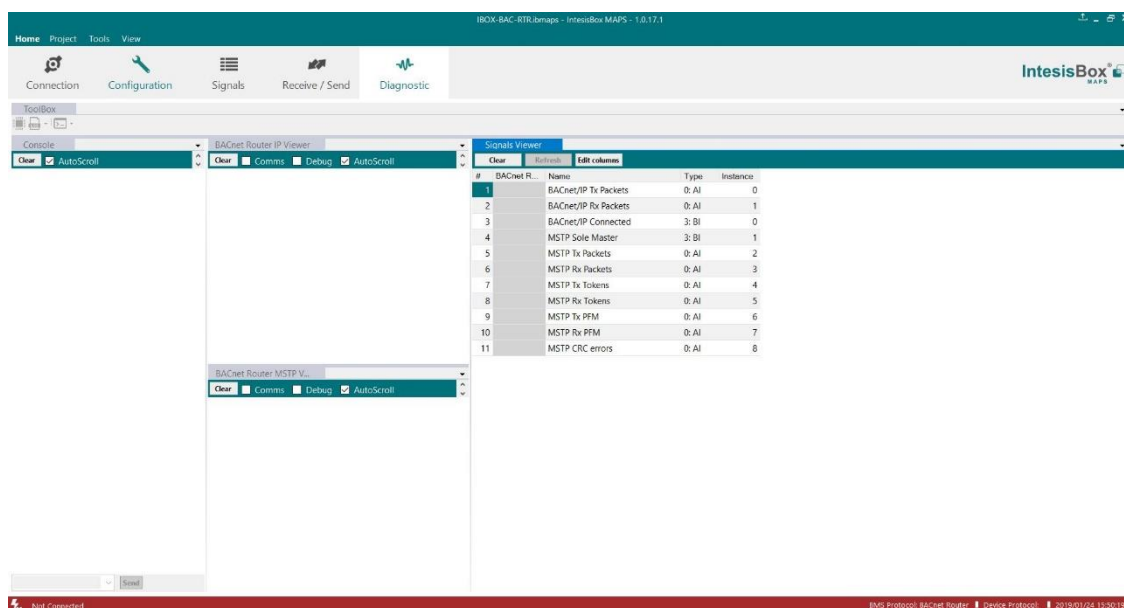 IBOX-BAC-RTR.ibmaps - IntesisBox MAPS - 1.0.17.1
Home Project Tools View
Connection Configuration Signals Receive / Send Diagnostic
IntesisBox®
MAPS
ToolBox
Console
Clear AutoScroll
Send
BACnet Router IP Viewer
Clear Comms Debug AutoScroll
BACnet Router MSTP V...
Clear Comms Debug AutoScroll
Signals Viewer
Clear Refresh Edit columns
# BACnet R... Name Type Instance
1 BACnet/IP Tx Packets 0: AI 0
2 BACnet/IP Rx Packets 0: AI 1
3 BACnet/IP Connected 3: BI 0
4 MSTP Sole Master 3: BI 1
5 MSTP Tx Packets 0: AI 2
6 MSTP Rx Packets 0: AI 3
7 MSTP Tx Tokens 0: AI 4
8 MSTP Rx Tokens 0: AI 5
9 MSTP Tx PFM 0: AI 6
10 MSTP Rx PFM 0: AI 7
11 MSTP CRC errors 0: AI 8
Not Connected
BMS Protocol: BACnet Router Device Protocol: 2019/01/24 15:50:19